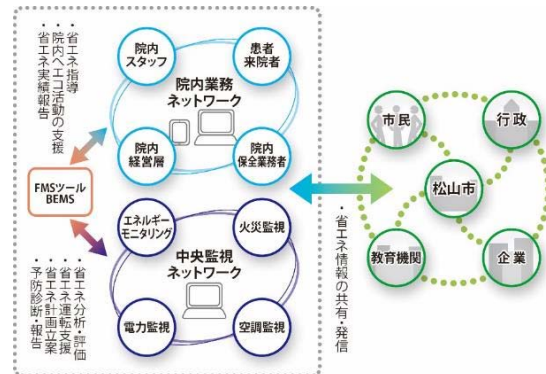 ・省エネ指導
院内へエコ活動の支援
・省エネ実績報告
院内
スタッフ
患者
来院者
院内業務
ネットワーク
院内
経営層
院内
保全業務者
FMSツール
BEMS
エネルギー
モニタリング
火災監視
中央監視
ネットワーク
電力監視
空調監視
・省エネ分析・評価
・省エネ運転支援
・省エネ計画立案
・予防診断・報告
・省エネ情報の共有・発信
市民
行政
松山市
教育機関
企業